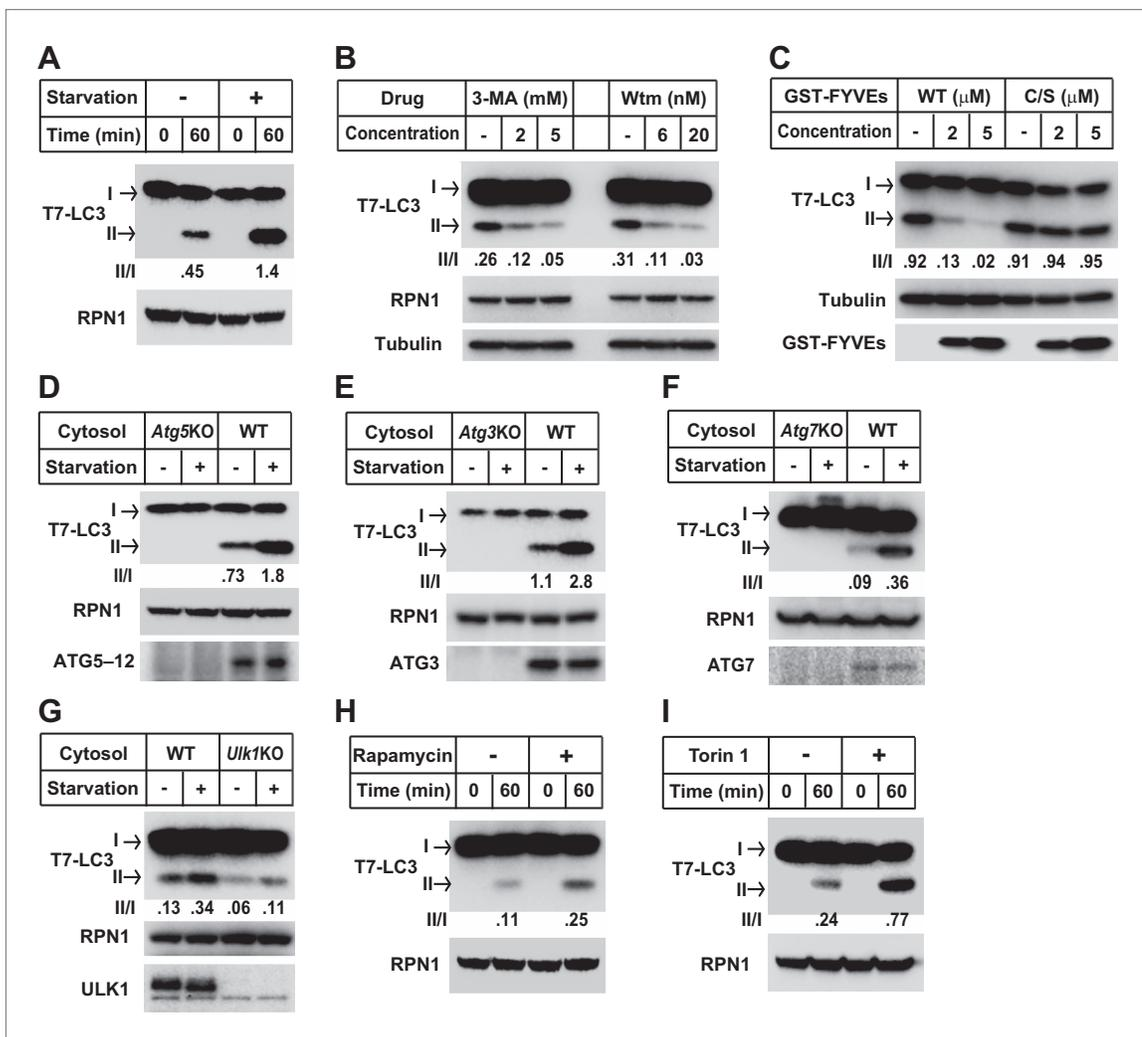 A
Starvation - +
Time (min) 0 60 0 60
I →
T7-LC3
II→
II/I .45 1.4
RPN1
B
Drug 3-MA (mM) Wtm (nM)
Concentration - 2 5 - 6 20
I →
T7-LC3
II→
II/I .26 .12 .05 .31 .11 .03
RPN1
Tubulin
C
GST-FYVEs WT (μM) C/S (μM)
Concentration - 2 5 - 2 5
I →
T7-LC3
II→
II/I .92 .13 .02 .91 .94 .95
Tubulin
GST-FYVEs
D
Cytosol Atg5KO WT
Starvation - + - +
I→
T7-LC3
II→
II/I .73 1.8
RPN1
ATG5–12
E
Cytosol Atg3KO WT
Starvation - + - +
I→
T7-LC3
II→
II/I 1.1 2.8
RPN1
ATG3
F
Cytosol Atg7KO WT
Starvation - + - +
I→
T7-LC3
II→
II/I .09 .36
RPN1
ATG7
G
Cytosol WT Ulk1KO
Starvation - + - +
I →
T7-LC3
II→
II/I .13 .34 .06 .11
RPN1
ULK1
H
Rapamycin - +
Time (min) 0 60 0 60
I →
T7-LC3
II→
II/I .11 .25
RPN1
I
Torin 1 - +
Time (min) 0 60 0 60
I →
T7-LC3
II→
II/I .24 .77
RPN1